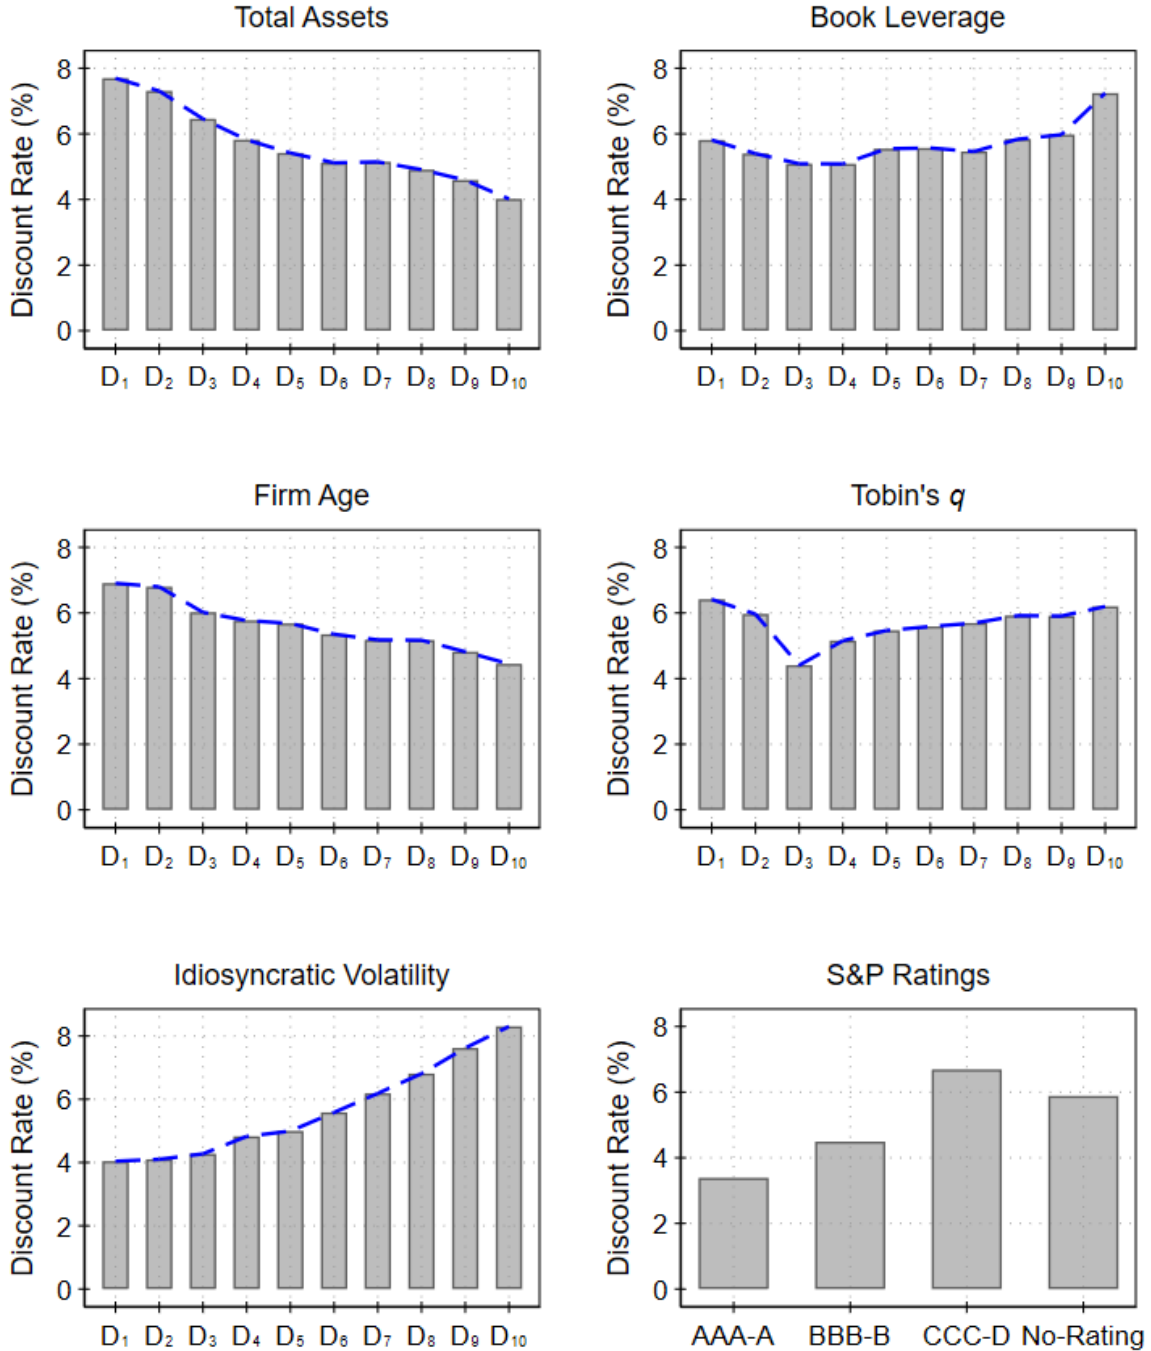 Total Assets
Discount Rate (%)
8
6
4
2
0
D₁ D₂ D₃ D₄ D₅ D₆ D₇ D₈ D₉ D₁₀
Book Leverage
Discount Rate (%)
8
6
4
2
0
D₁ D₂ D₃ D₄ D₅ D₆ D₇ D₈ D₉ D₁₀
Firm Age
Discount Rate (%)
8
6
4
2
0
D₁ D₂ D₃ D₄ D₅ D₆ D₇ D₈ D₉ D₁₀
Tobin's q
Discount Rate (%)
8
6
4
2
0
D₁ D₂ D₃ D₄ D₅ D₆ D₇ D₈ D₉ D₁₀
Idiosyncratic Volatility
Discount Rate (%)
8
6
4
2
0
D₁ D₂ D₃ D₄ D₅ D₆ D₇ D₈ D₉ D₁₀
S&P Ratings
Discount Rate (%)
8
6
4
2
0
AAA-A BBB-B CCC-D No-Rating